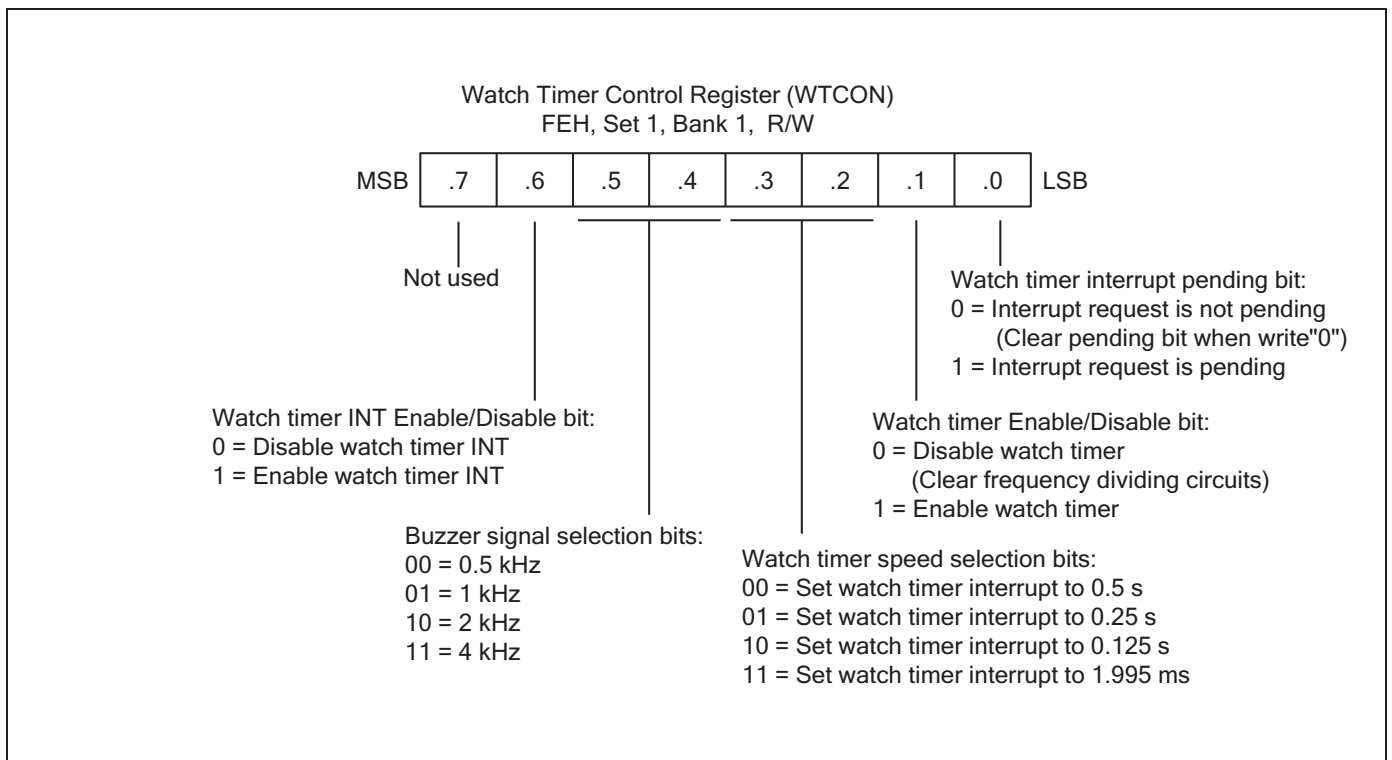 Watch Timer Control Register (WTCON)
FEH, Set 1, Bank 1, R/W
MSB .7 .6 .5 .4 .3 .2 .1 .0 LSB
Not used
Watch timer interrupt pending bit:
0 = Interrupt request is not pending
(Clear pending bit when write"0")
1 = Interrupt request is pending
Watch timer INT Enable/Disable bit:
0 = Disable watch timer INT
1 = Enable watch timer INT
Watch timer Enable/Disable bit:
0 = Disable watch timer
(Clear frequency dividing circuits)
1 = Enable watch timer
Buzzer signal selection bits:
00 = 0.5 kHz
01 = 1 kHz
10 = 2 kHz
11 = 4 kHz
Watch timer speed selection bits:
00 = Set watch timer interrupt to 0.5 s
01 = Set watch timer interrupt to 0.25 s
10 = Set watch timer interrupt to 0.125 s
11 = Set watch timer interrupt to 1.995 ms